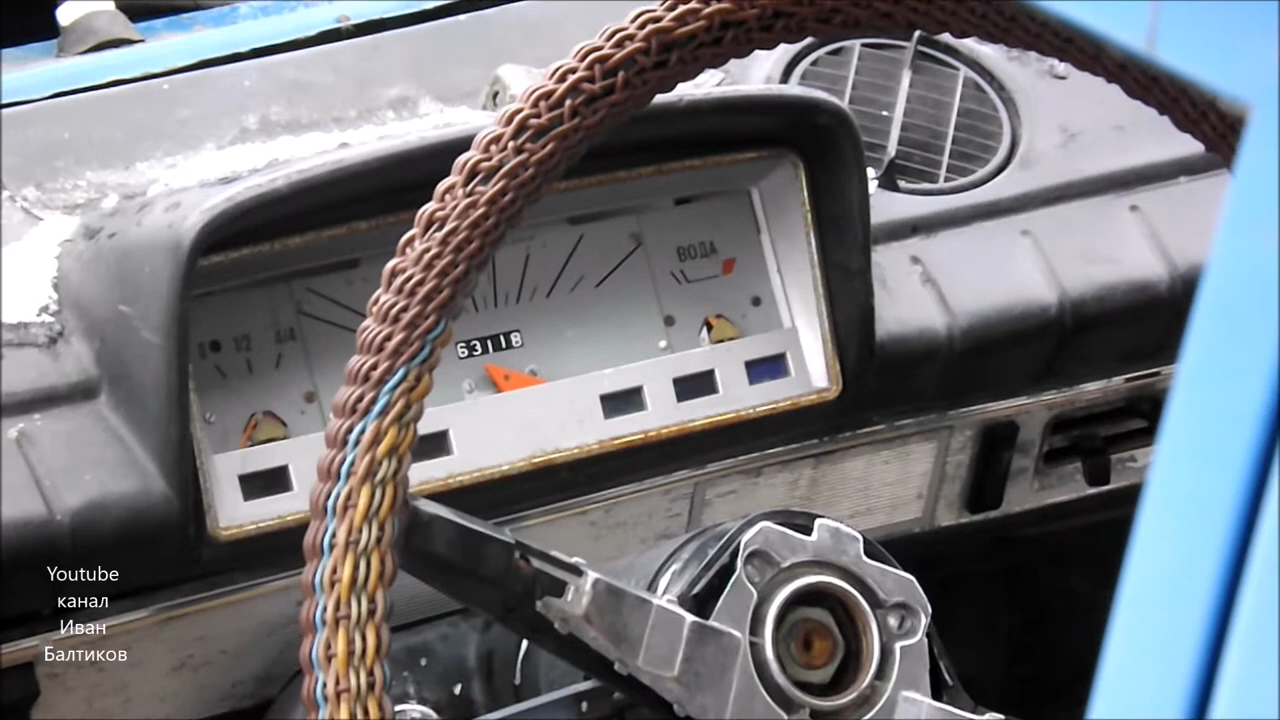 ВОДА
0 1/2 4/4
63118
Youtube
канал
Иван
Балтиков